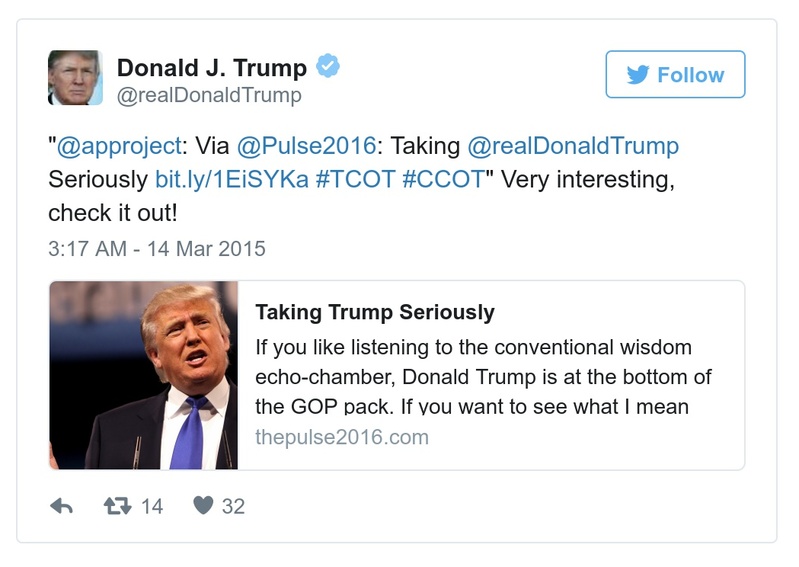 Donald J. Trump
@realDonaldTrump
Follow
"@approject: Via @Pulse2016: Taking @realDonaldTrump
Seriously bit.ly/1EiSYKa #TCOT #CCOT" Very interesting,
check it out!
3:17 AM - 14 Mar 2015
Taking Trump Seriously
If you like listening to the conventional wisdom
echo-chamber, Donald Trump is at the bottom of
the GOP pack. If you want to see what I mean
thepulse2016.com
14
32